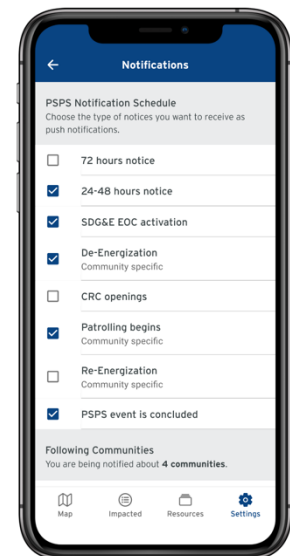 Notifications
PSPS Notification Schedule
Choose the type of notices you want to receive as
push notifications.
72 hours notice
24-48 hours notice
SDG&E EOC activation
De-Energization
Community specific
CRC openings
Patrolling begins
Community specific
Re-Energization
Community specific
PSPS event is concluded
Following Communities
You are being notified about 4 communities.
Map
Impacted
Resources
Settings